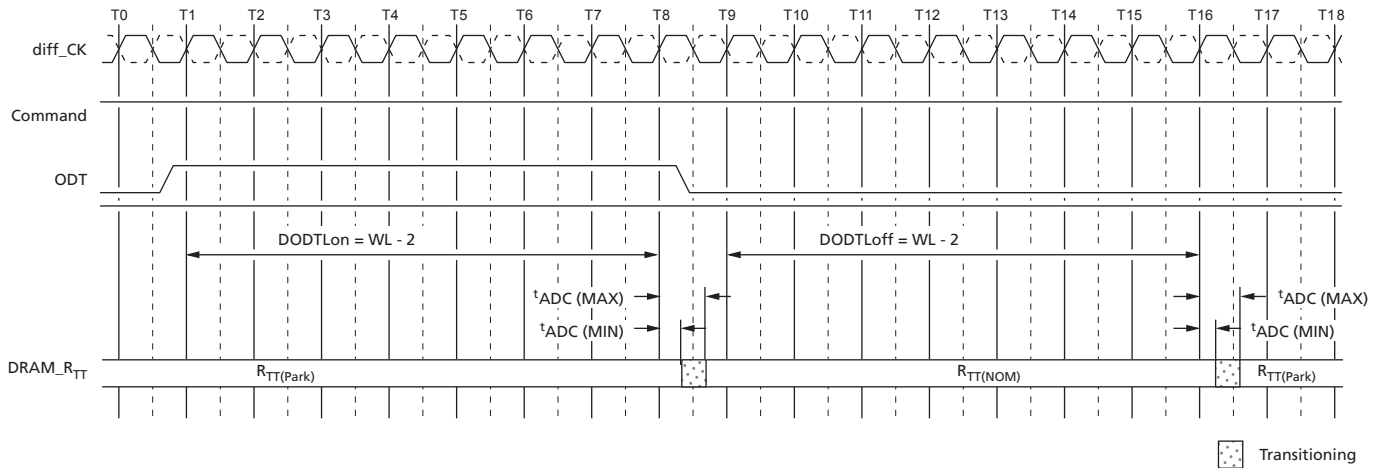 T0 T1 T2 T3 T4 T5 T6 T7 T8 T9 T10 T11 T12 T13 T14 T15 T16 T17 T18
diff_CK
Command
ODT
DODTLon = WL - 2
DODTLoff = WL - 2
tADC (MAX)
tADC (MAX)
tADC (MIN)
tADC (MIN)
DRAM_RTT
RTT(Park)
RTT(NOM)
RTT(Park)
Transitioning